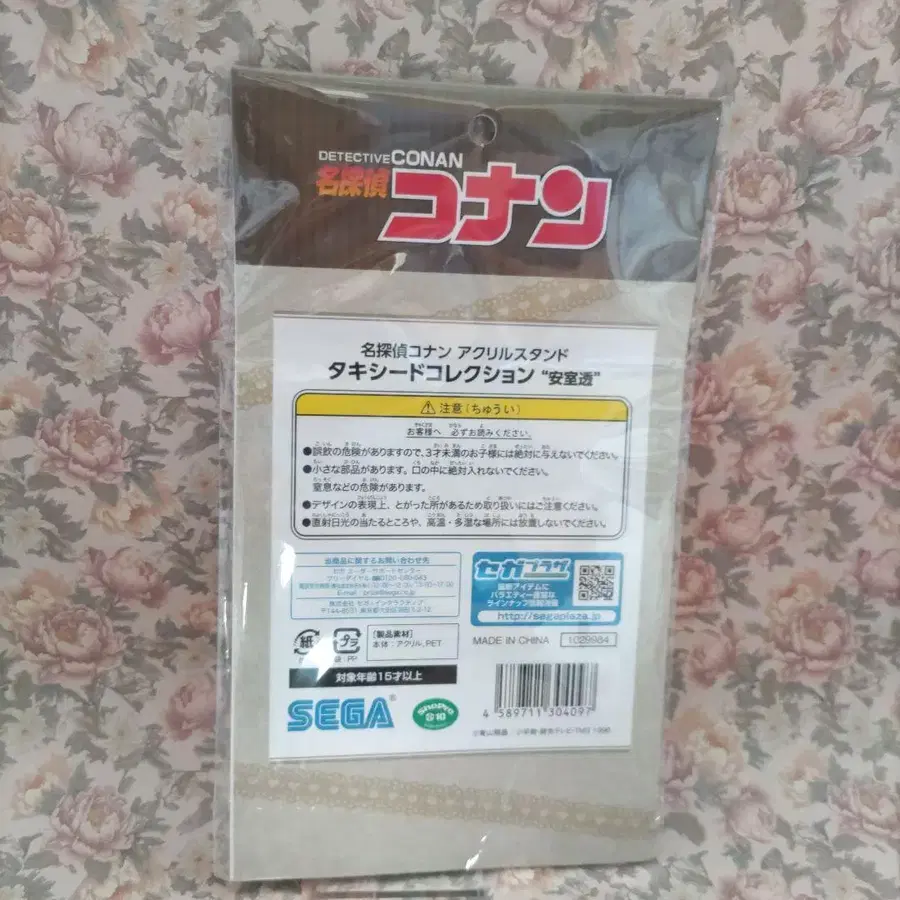 DETECTIVE CONAN
名探偵 コナン
名探偵コナン アクリルスタンド
タキシードコレクション "安室透"
⚠ 注意(ちゅうい)
お客様へ 必ずお読みください。
●誤飲の危険がありますので、3才未満のお子様には絶対に与えないでください。
●小さな部品があります。口の中に絶対入れないでください。
窒息などの危険があります。
●デザインの表現上、とがった所があるため取り扱いにはご注意ください。
●直射日光の当たるところや、高温・多湿な場所には放置しないでください。
当商品に関するお問い合わせ先
セガプラザ
最新アイテムに
バラエティー豊富な
http://segaplaza.jp
紙
プラ
[製品素材]
本体:アクリル、PET
MADE IN CHINA
1029984
対象年齢15才以上
SEGA®
ShoPro
4 589711 304097